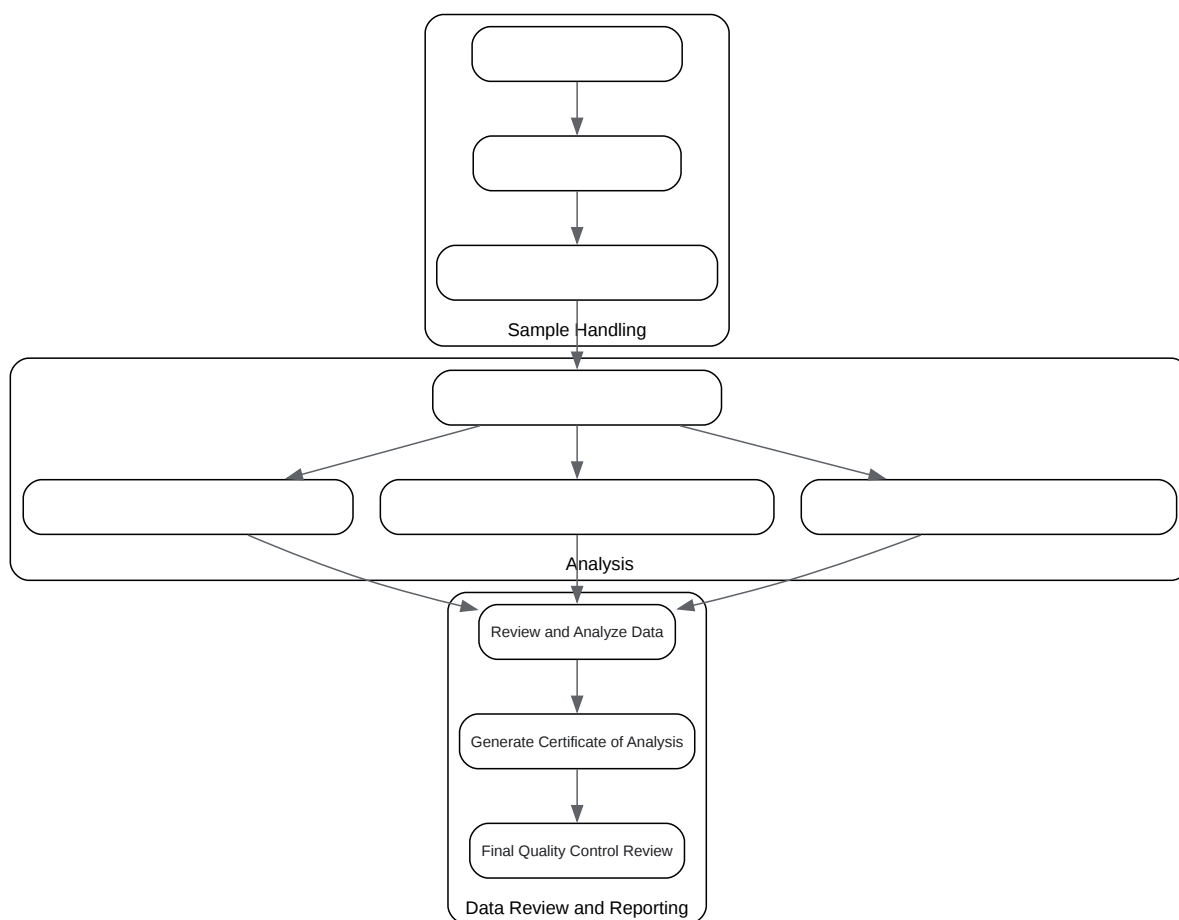 Sample Handling
Analysis
Review and Analyze Data
Generate Certificate of Analysis
Final Quality Control Review
Data Review and Reporting